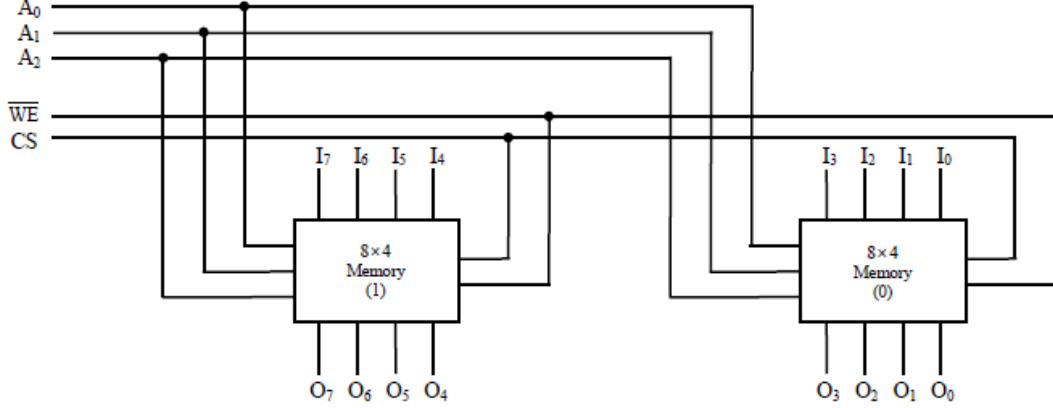 A₀
A₁
A₂
W̅E̅
CS
I₇ I₆ I₅ I₄
I₃ I₂ I₁ I₀
8×4
Memory
(1)
8×4
Memory
(0)
O₇ O₆ O₅ O₄
O₃ O₂ O₁ O₀